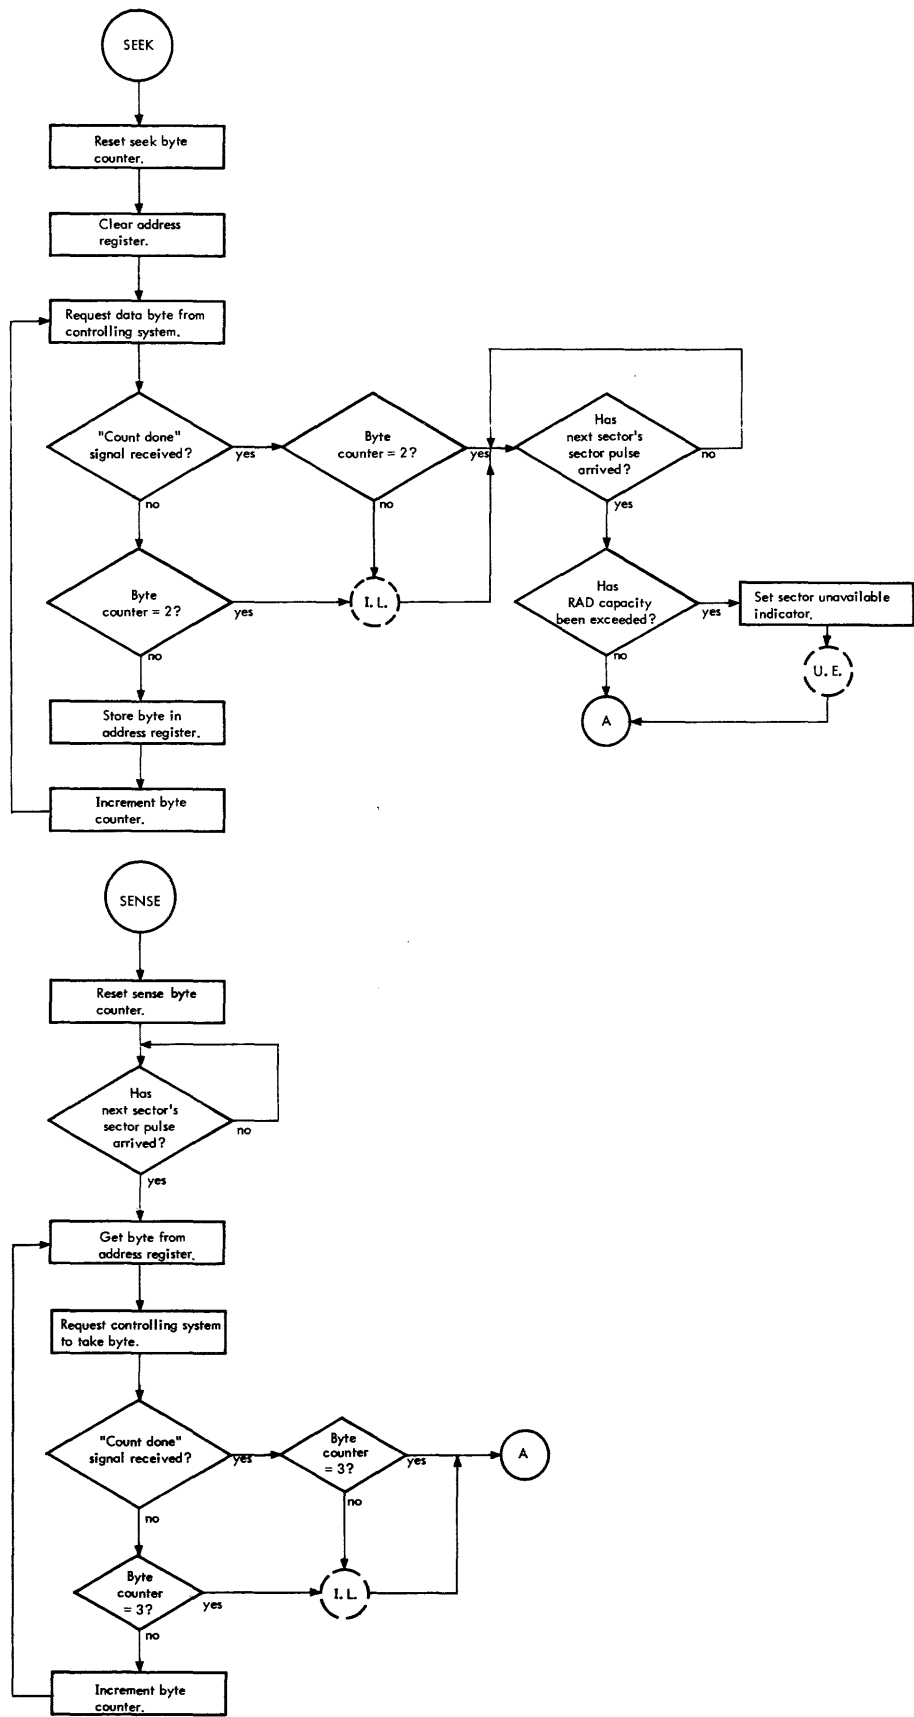 SEEK
Reset seek byte
counter.
Clear address
register.
Request data byte from
controlling system.
"Count done"
signal received?
yes
no
Byte
counter = 2?
yes
no
Has
next sector's
sector pulse
arrived?
no
yes
Byte
counter = 2?
yes
no
I. L.
Has
RAD capacity
been exceeded?
yes
no
Set sector unavailable
indicator.
U. E.
A
Store byte in
address register.
Increment byte
counter.
SENSE
Reset sense byte
counter.
Has
next sector's
sector pulse
arrived?
no
yes
Get byte from
address register.
Request controlling system
to take byte.
"Count done"
signal received?
yes
no
Byte
counter
= 3?
yes
no
A
Byte
counter
= 3?
yes
no
I. L.
Increment byte
counter.